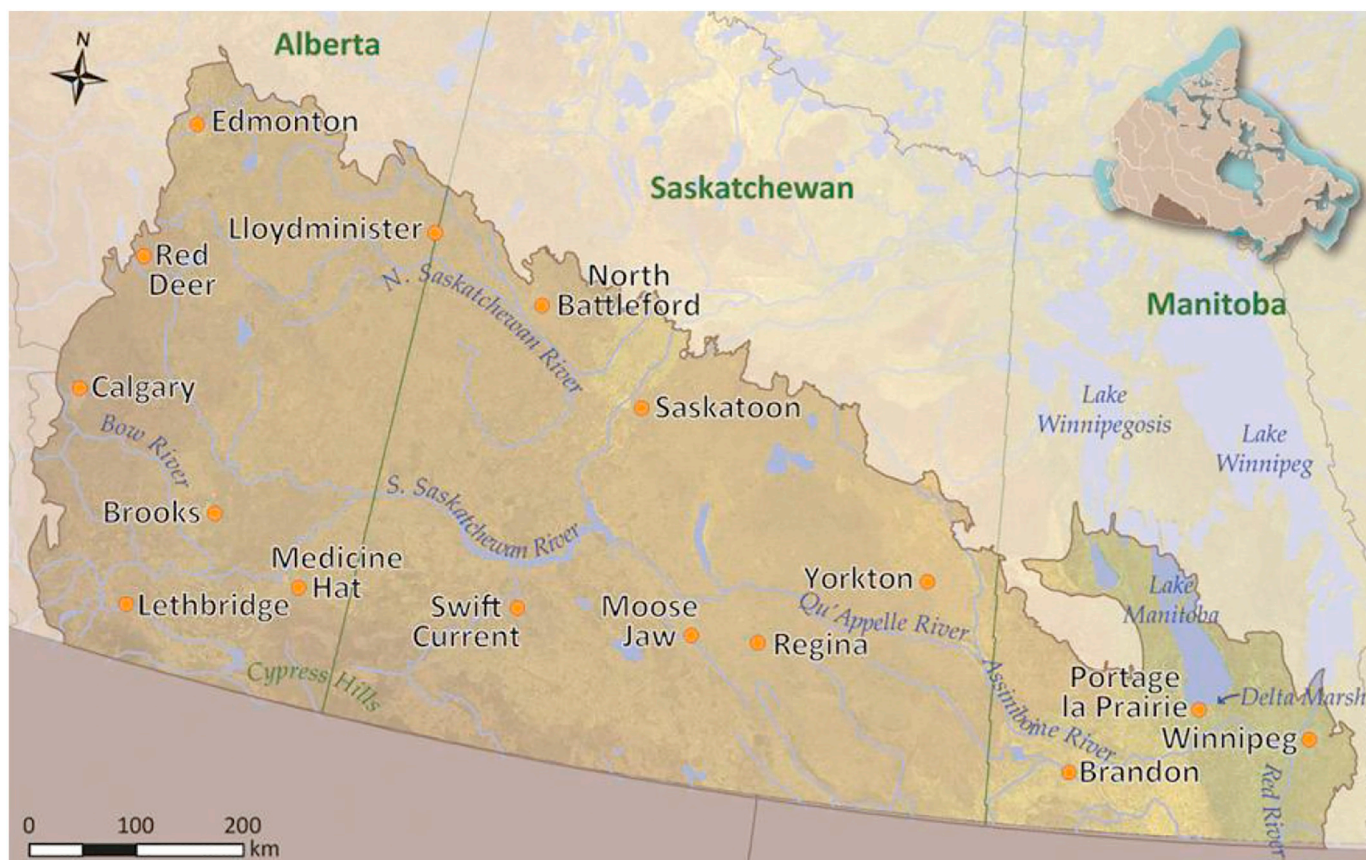 N
Alberta
Edmonton
Saskatchewan
Lloydminister
Red
Deer
North
Battleford
N. Saskatchewan River
Manitoba
Calgary
Saskatoon
Lake
Winnipegosis
Lake
Winnipeg
Bow River
Brooks
S. Saskatchewan River
Medicine
Hat
Lethbridge
Swift
Current
Moose
Jaw
Yorkton
Qu'Appelle River
Regina
Lake
Manitoba
Cypress Hills
Assiniboine River
Portage
la Prairie
Delta Marsh
Winnipeg
Brandon
Red River
0 100 200
km